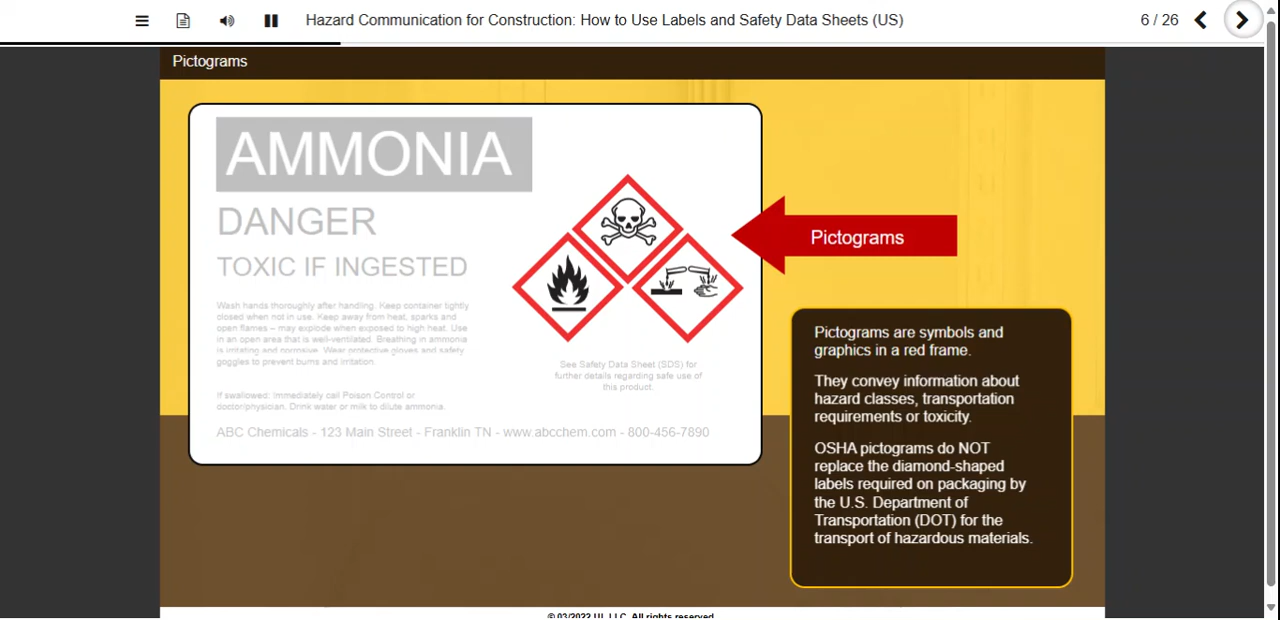 Hazard Communication for Construction: How to Use Labels and Safety Data Sheets (US)
6 / 26
Pictograms
AMMONIA
DANGER
TOXIC IF INGESTED
Wash hands thoroughly after handling. Keep container tightly
closed when not in use. Keep away from heat, sparks and
open flames – may explode when exposed to high heat. Use
in an open area that is well-ventilated. Breathing in ammonia
is irritating and corrosive. Wear protective gloves and safety
goggles to prevent burns and irritation.
If swallowed: Immediately call Poison Control or
doctor/physician. Drink water or milk to dilute ammonia.
See Safety Data Sheet (SDS) for
further details regarding safe use of
this product.
ABC Chemicals - 123 Main Street - Franklin TN - www.abcchem.com - 800-456-7890
Pictograms
Pictograms are symbols and
graphics in a red frame.
They convey information about
hazard classes, transportation
requirements or toxicity.
OSHA pictograms do NOT
replace the diamond-shaped
labels required on packaging by
the U.S. Department of
Transportation (DOT) for the
transport of hazardous materials.
© 03/2022 UL LLC. All rights reserved.